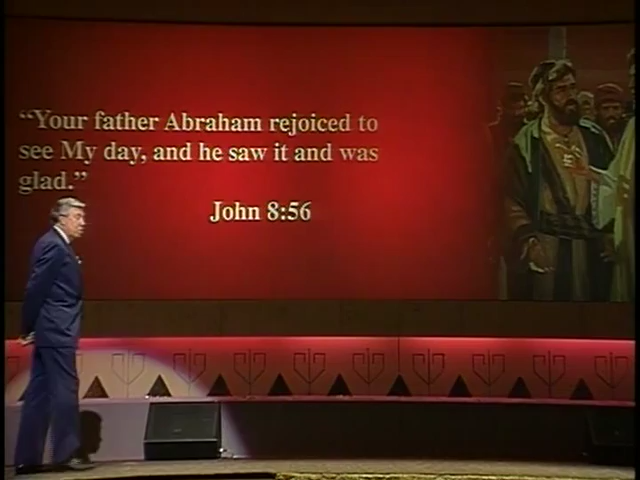 “Your father Abraham rejoiced to
see My day, and he saw it and was
glad.”
John 8:56